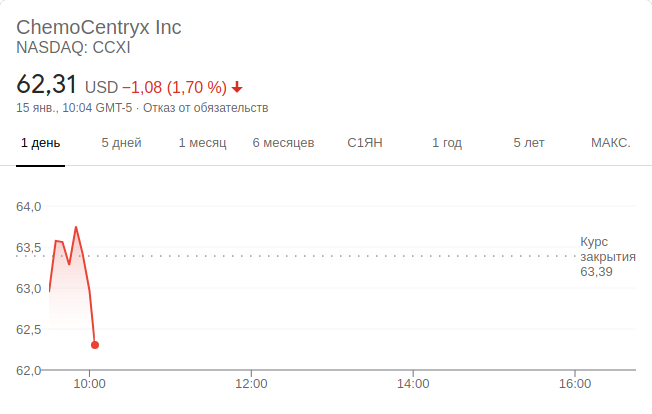 ChemoCentryx Inc
NASDAQ: CCXI
62,31 USD −1,08 (1,70 %)
15 янв., 10:04 GMT-5 · Отказ от обязательств
1 день 5 дней 1 месяц 6 месяцев С1ЯН 1 год 5 лет МАКС.
64,0
63,5
63,0
62,5
62,0
Курс
закрытия
63,39
10:00 12:00 14:00 16:00